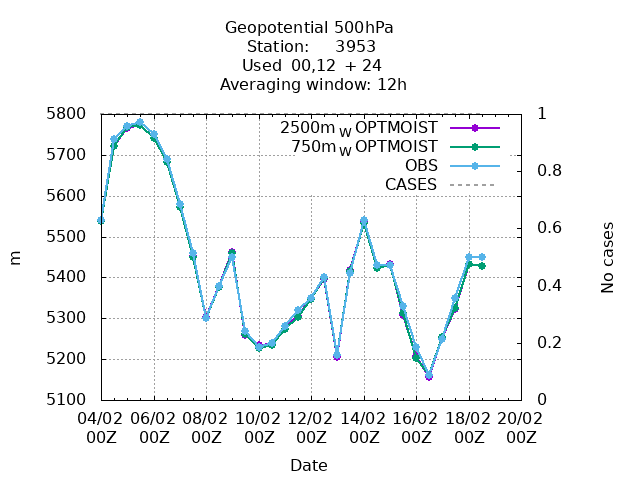 Geopotential 500hPa
Station: 3953
Used 00,12 + 24
Averaging window: 12h
5800
5700
5600
5500
5400
5300
5200
5100
m
1
0.8
0.6
0.4
0.2
0
No cases
2500m W OPTMOIST
750m W OPTMOIST
OBS
CASES
04/02 06/02 08/02 10/02 12/02 14/02 16/02 18/02 20/02
00Z 00Z 00Z 00Z 00Z 00Z 00Z 00Z 00Z
Date